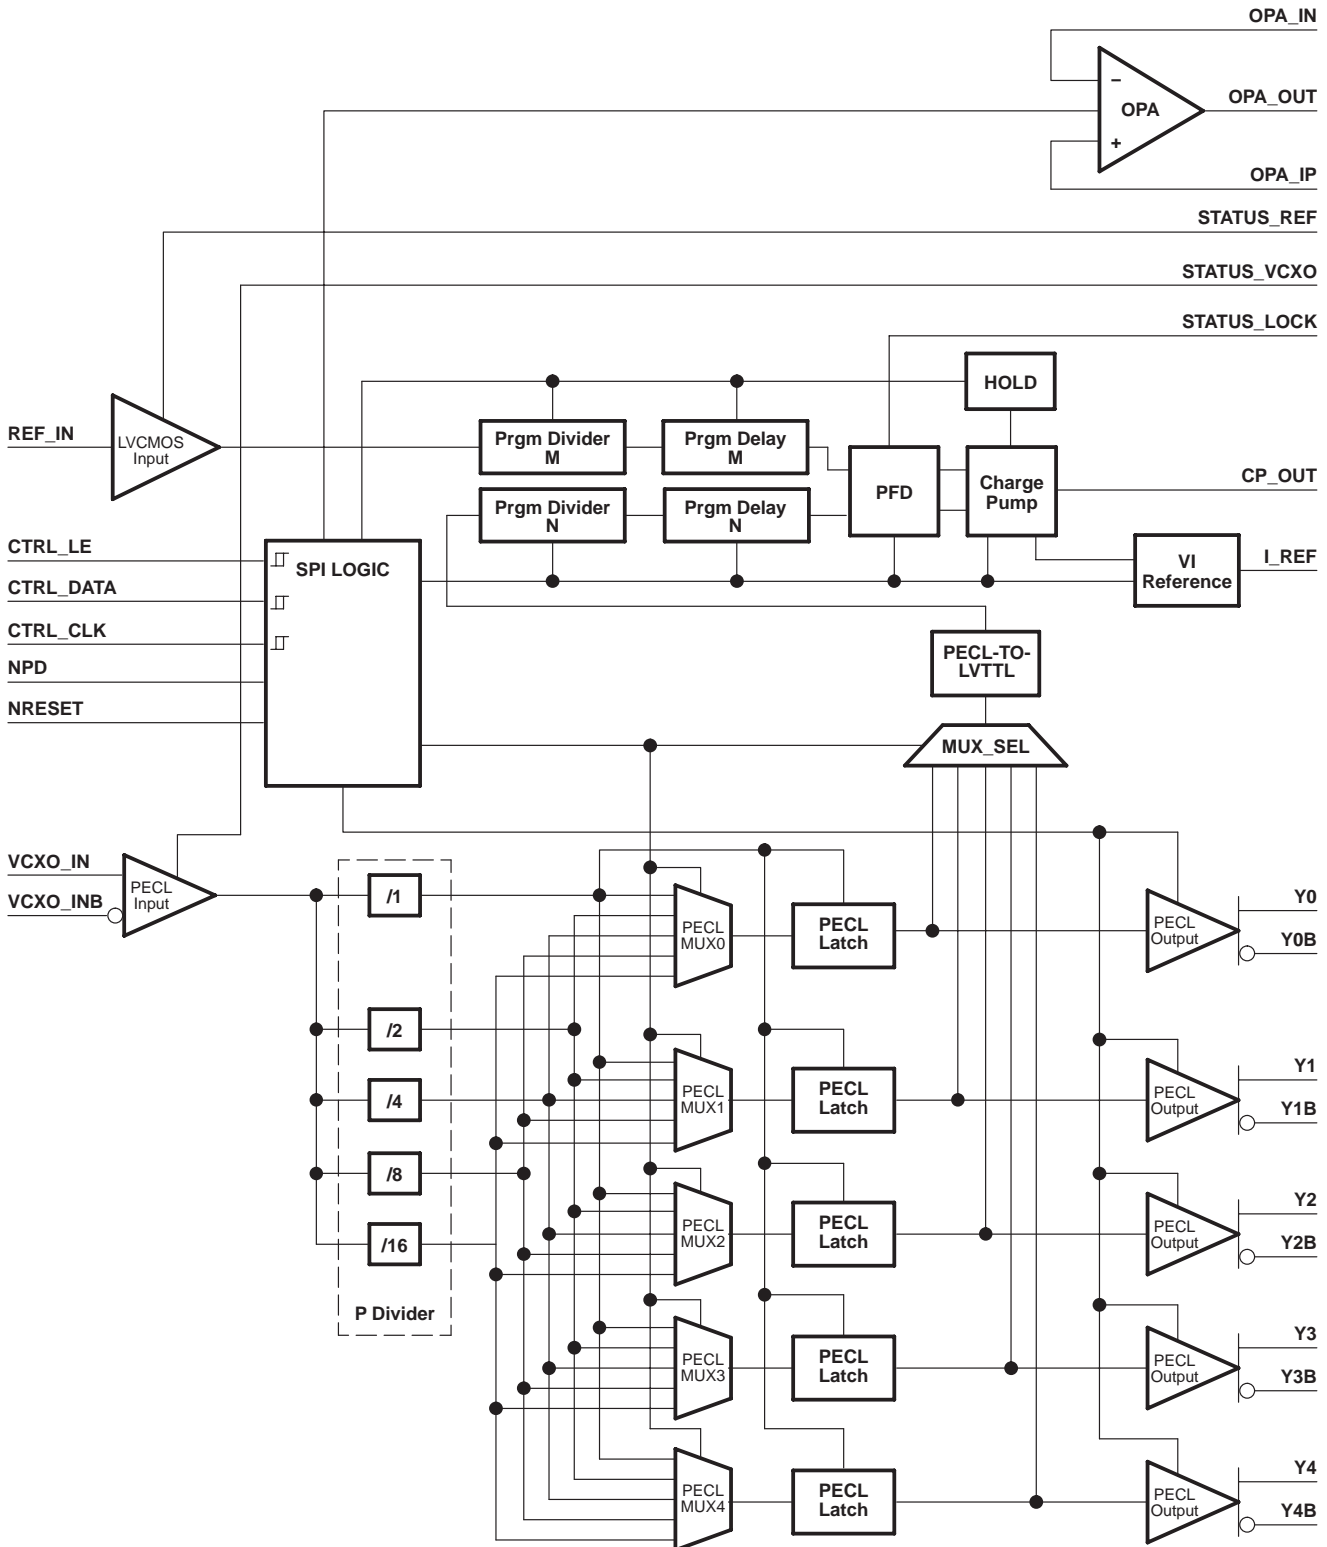 OPA_IN
−
OPA
OPA_OUT
+
OPA_IP
STATUS_REF
STATUS_VCXO
STATUS_LOCK
HOLD
REF_IN
LVCMOS
Input
Prgm Divider
M
Prgm Delay
M
PFD
Charge
Pump
CP_OUT
Prgm Divider
N
Prgm Delay
N
CTRL_LE
SPI LOGIC
VI
Reference
I_REF
CTRL_DATA
CTRL_CLK
PECL-TO-
LVTTL
NPD
NRESET
MUX_SEL
VCXO_IN
VCXO_INB
PECL
Input
/1
PECL
MUX0
PECL
Latch
PECL
Output
Y0
Y0B
/2
PECL
MUX1
PECL
Latch
PECL
Output
Y1
Y1B
/4
/8
PECL
MUX2
PECL
Latch
PECL
Output
Y2
Y2B
/16
P Divider
PECL
MUX3
PECL
Latch
PECL
Output
Y3
Y3B
PECL
MUX4
PECL
Latch
PECL
Output
Y4
Y4B